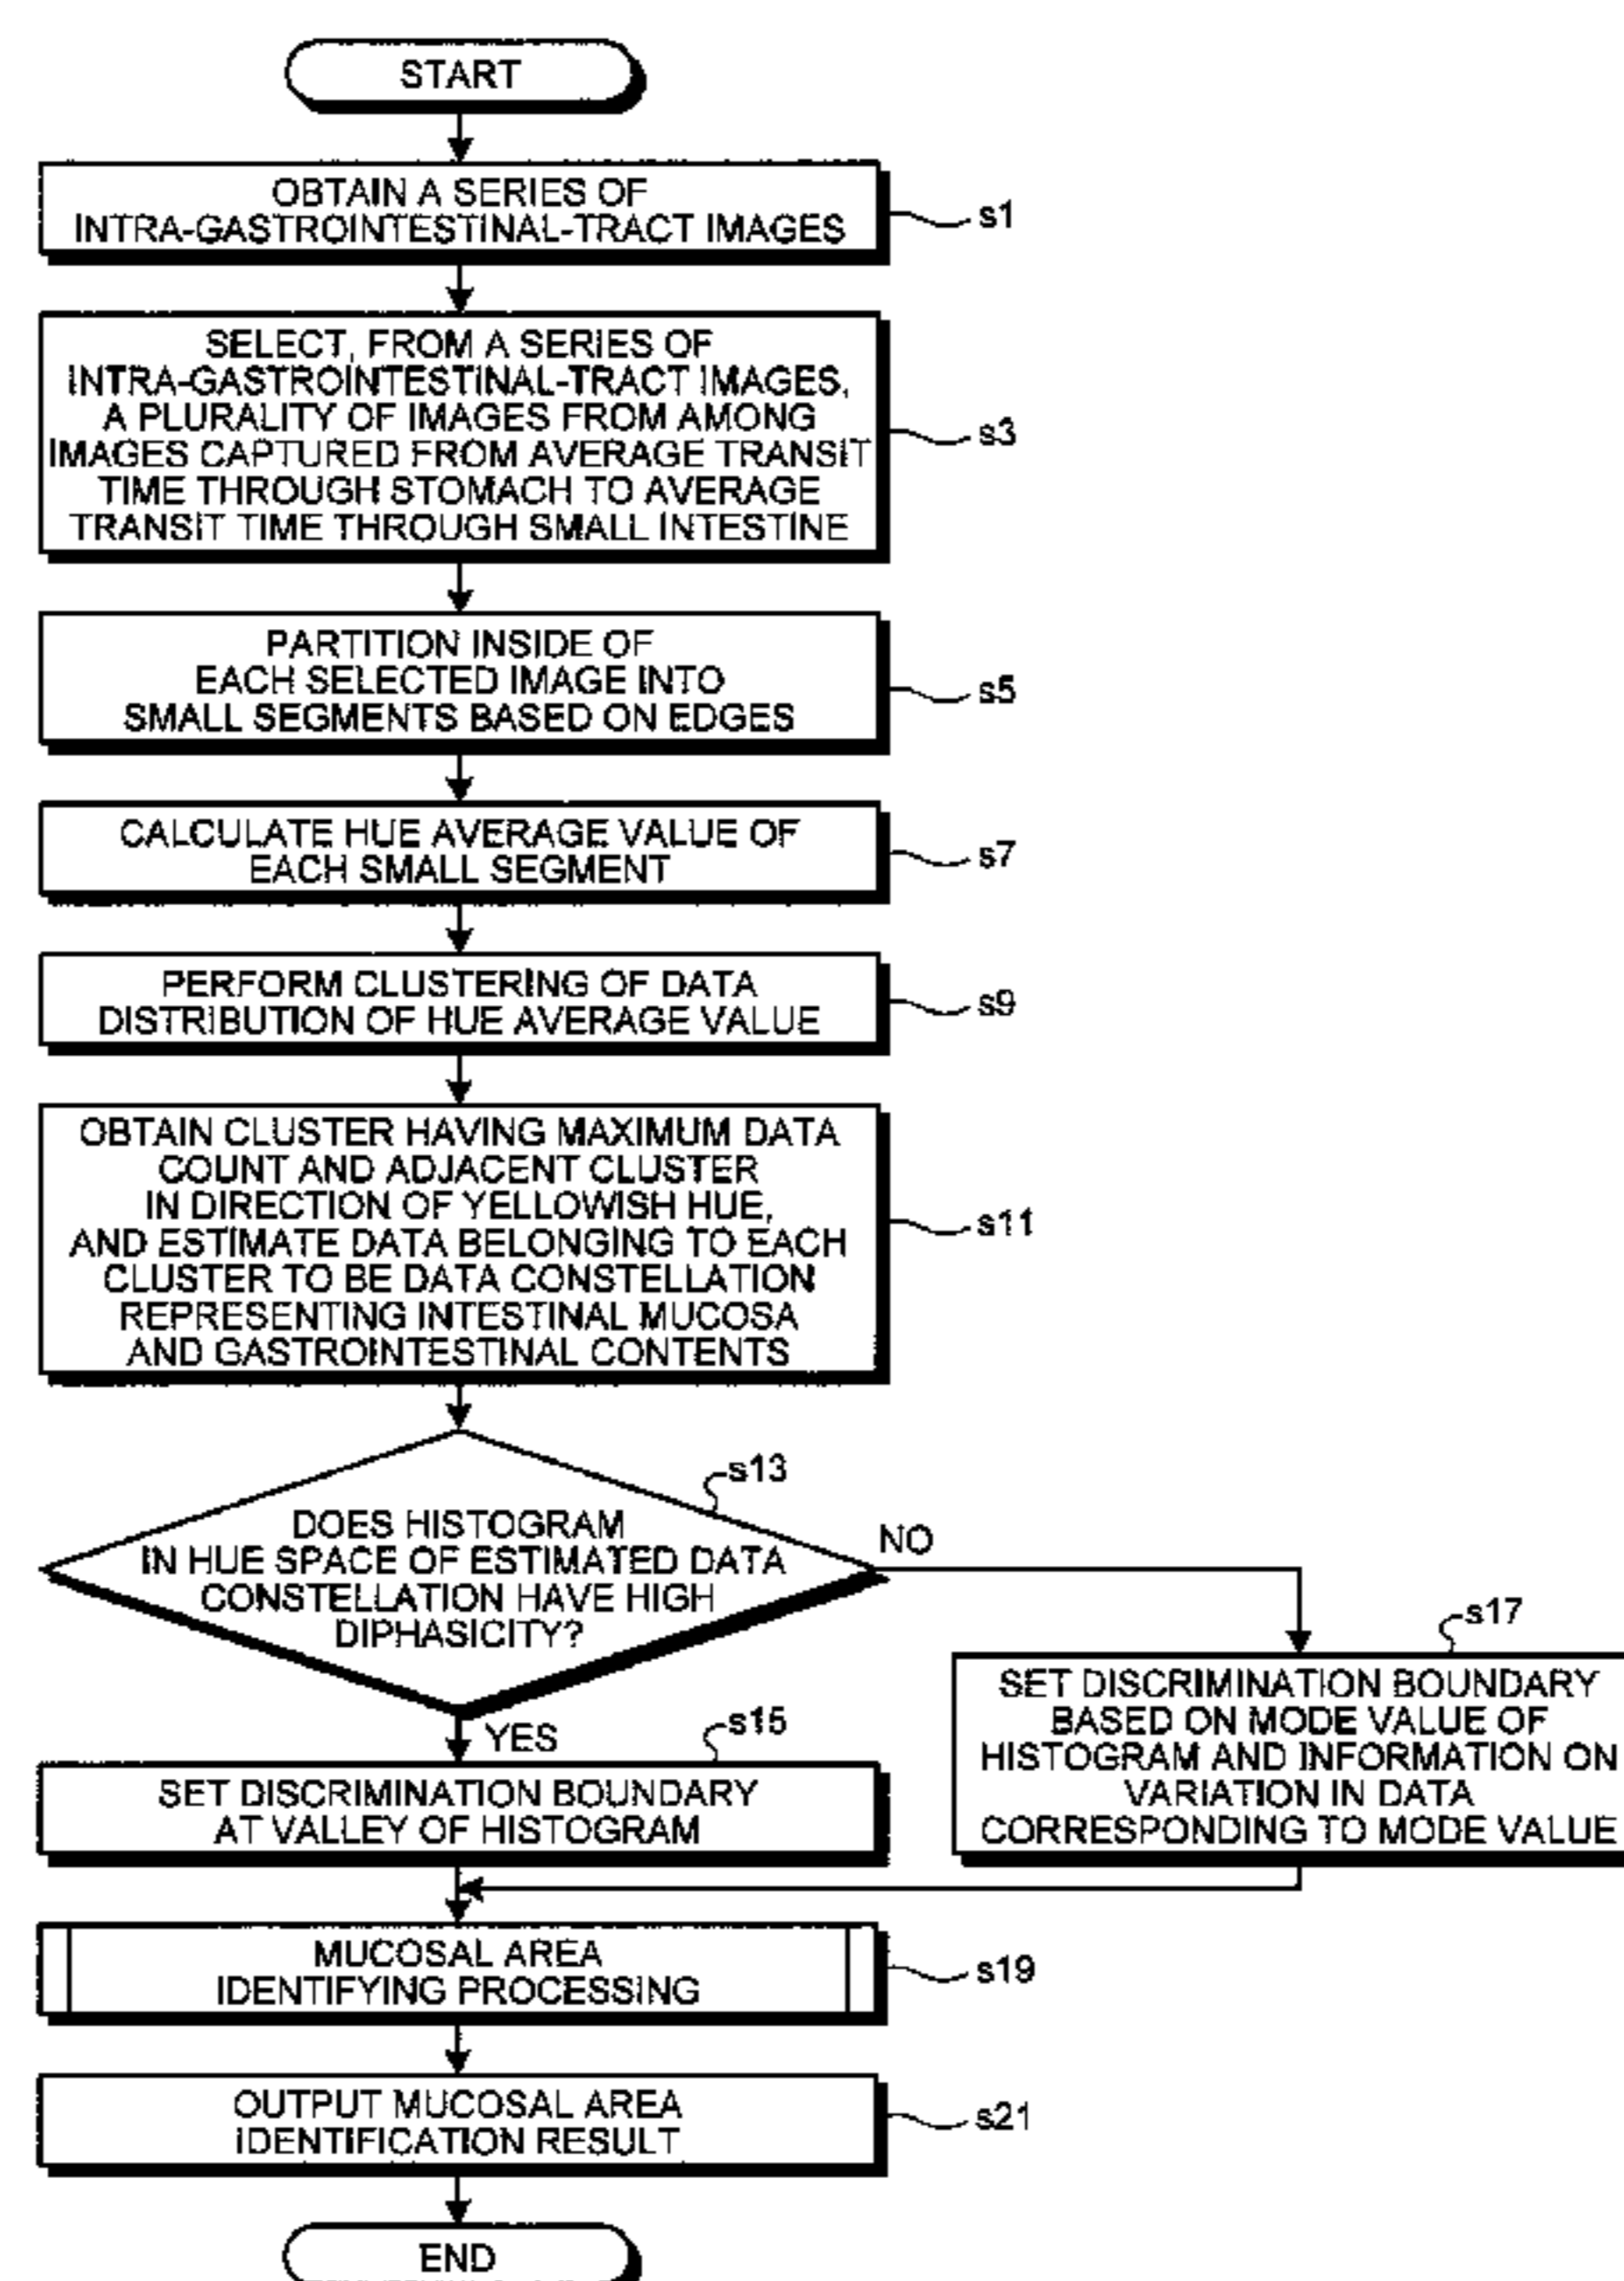 START
OBTAIN A SERIES OF
INTRA-GASTROINTESTINAL-TRACT IMAGES
s1
SELECT, FROM A SERIES OF
INTRA-GASTROINTESTINAL-TRACT IMAGES,
A PLURALITY OF IMAGES FROM AMONG
IMAGES CAPTURED FROM AVERAGE TRANSIT
TIME THROUGH STOMACH TO AVERAGE
TRANSIT TIME THROUGH SMALL INTESTINE
s3
PARTITION INSIDE OF
EACH SELECTED IMAGE INTO
SMALL SEGMENTS BASED ON EDGES
s5
CALCULATE HUE AVERAGE VALUE OF
EACH SMALL SEGMENT
s7
PERFORM CLUSTERING OF DATA
DISTRIBUTION OF HUE AVERAGE VALUE
s9
OBTAIN CLUSTER HAVING MAXIMUM DATA
COUNT AND ADJACENT CLUSTER
IN DIRECTION OF YELLOWISH HUE,
AND ESTIMATE DATA BELONGING TO EACH
CLUSTER TO BE DATA CONSTELLATION
REPRESENTING INTESTINAL MUCOSA
AND GASTROINTESTINAL CONTENTS
s11
s13
DOES HISTOGRAM
IN HUE SPACE OF ESTIMATED DATA
CONSTELLATION HAVE HIGH
DIPHASICITY?
NO
s17
SET DISCRIMINATION BOUNDARY
BASED ON MODE VALUE OF
HISTOGRAM AND INFORMATION ON
VARIATION IN DATA
CORRESPONDING TO MODE VALUE
YES
s15
SET DISCRIMINATION BOUNDARY
AT VALLEY OF HISTOGRAM
MUCOSAL AREA
IDENTIFYING PROCESSING
s19
OUTPUT MUCOSAL AREA
IDENTIFICATION RESULT
s21
END